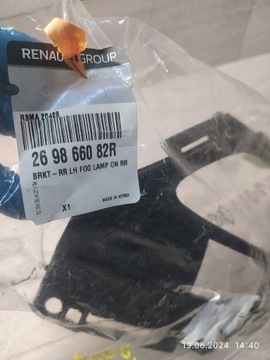 RENAULT GROUP
26 98 660 82R
BRKT-RR LH FOG LAMP ON RR
X1
MADE IN KOREA
19.06.2024 14:40